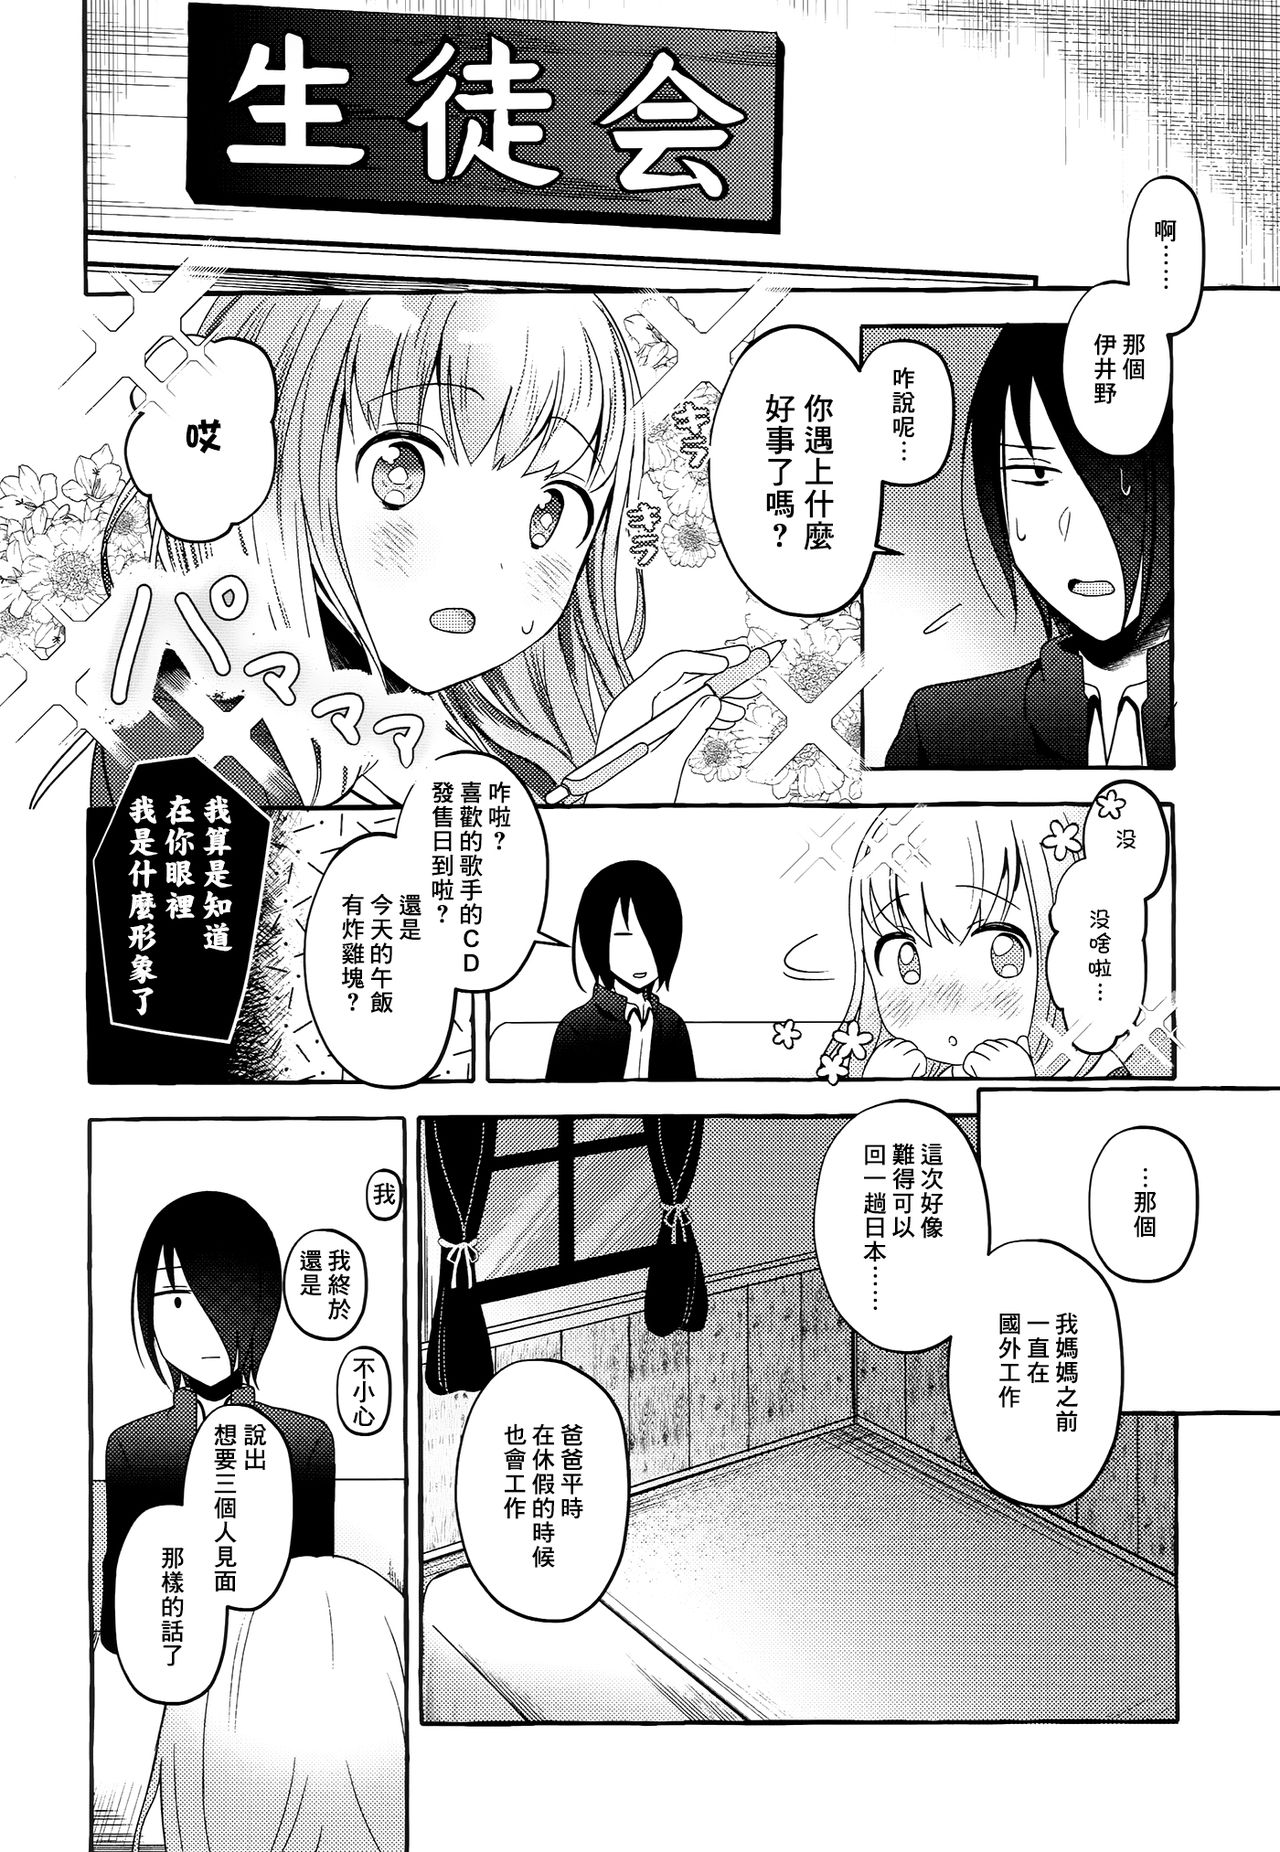 生徒会
啊………
那個
伊井野
咋說呢…
你遇上什麼
好事了嗎？
キラ
キラ
哎
パァァァァ
没
没啥啦…
咋啦？
喜歡的歌手的CD
發售日到啦？
還是
今天的午飯
有炸雞塊？
我算是知道
在你眼裡
我是什麼形象了
…那個
我媽媽之前
一直在
國外工作
這次好像
難得可以
回一趟日本……
爸爸平時
在休假的時候
也會工作
我
我終於
還是
不小心
說出
想要三個人見面
那樣的話了